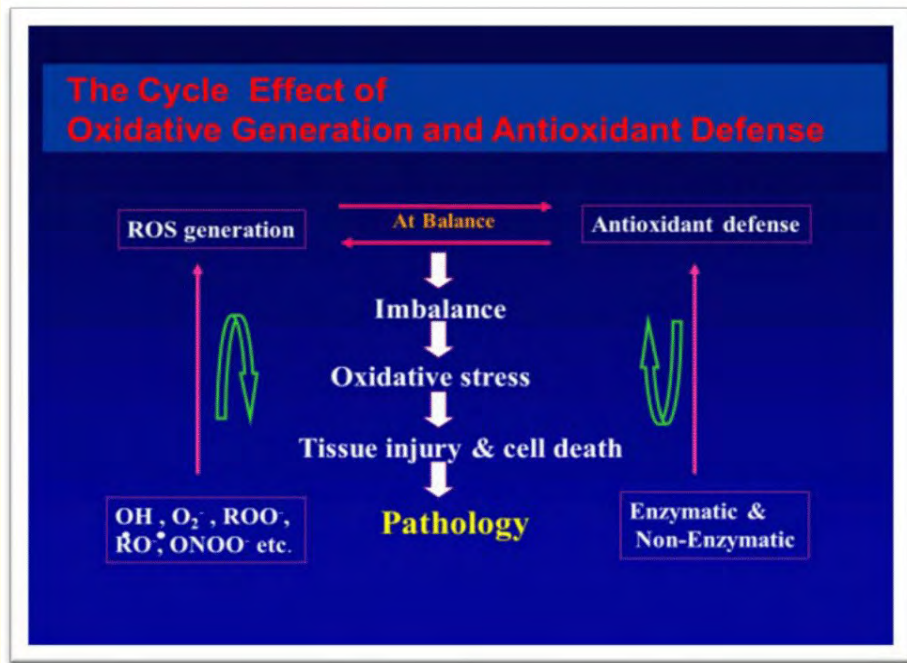 The Cycle Effect of
Oxidative Generation and Antioxidant Defense
ROS generation
At Balance
Antioxidant defense
Imbalance
Oxidative stress
Tissue injury & cell death
Pathology
OH , O₂⁻ , ROO⁻,
RO⁻, ONOO⁻ etc.
Enzymatic &
Non-Enzymatic